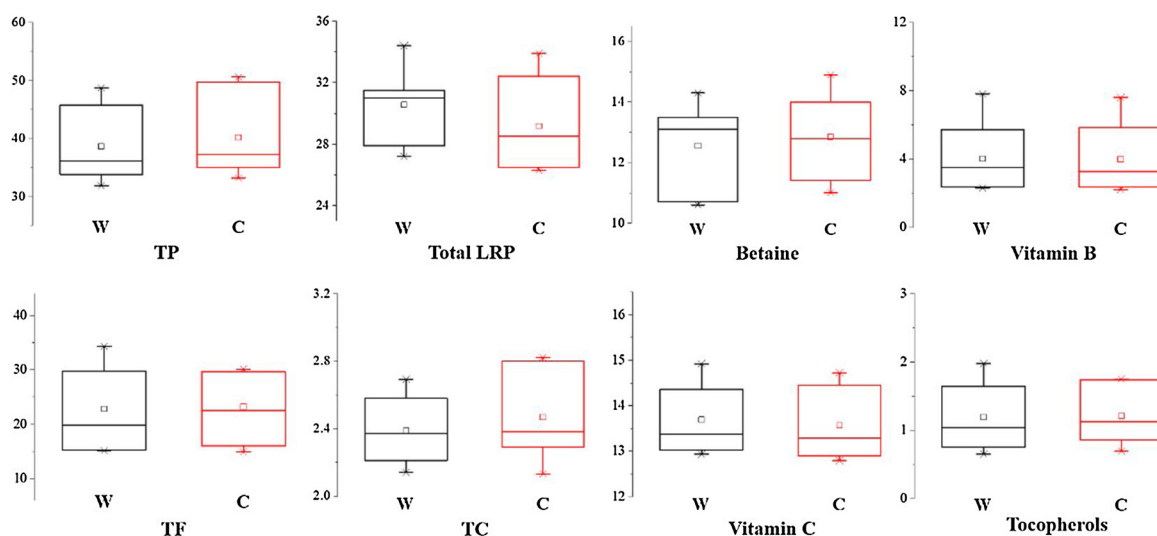 60
50
40
30
W C
TP
36
32
28
24
W C
Total LRP
16
14
12
10
W C
Betaine
12
8
4
0
W C
Vitamin B
40
30
20
10
W C
TF
3.2
2.8
2.4
2.0
W C
TC
16
15
14
13
12
W C
Vitamin C
3
2
1
0
W C
Tocopherols